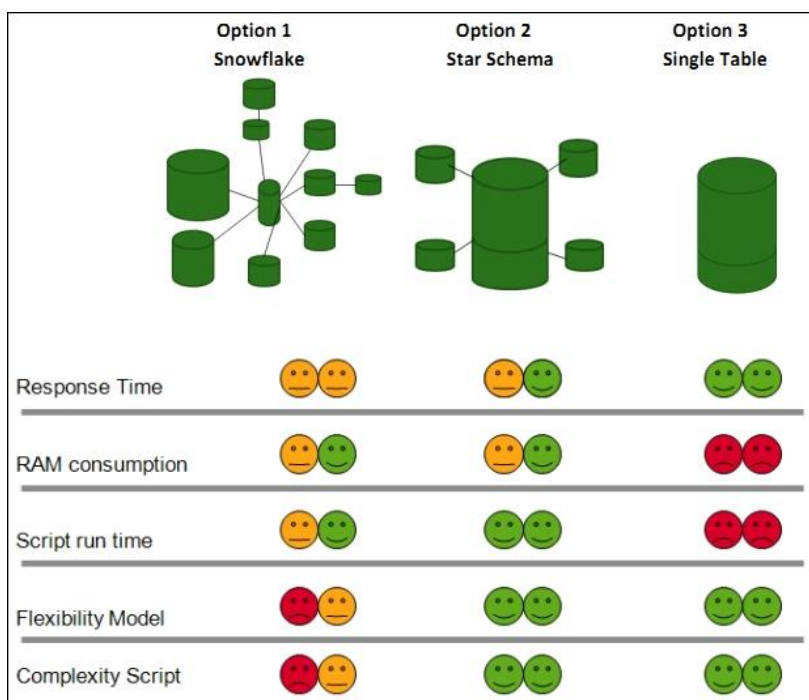 Option 1
Snowflake
Option 2
Star Schema
Option 3
Single Table
Response Time
RAM consumption
Script run time
Flexibility Model
Complexity Script